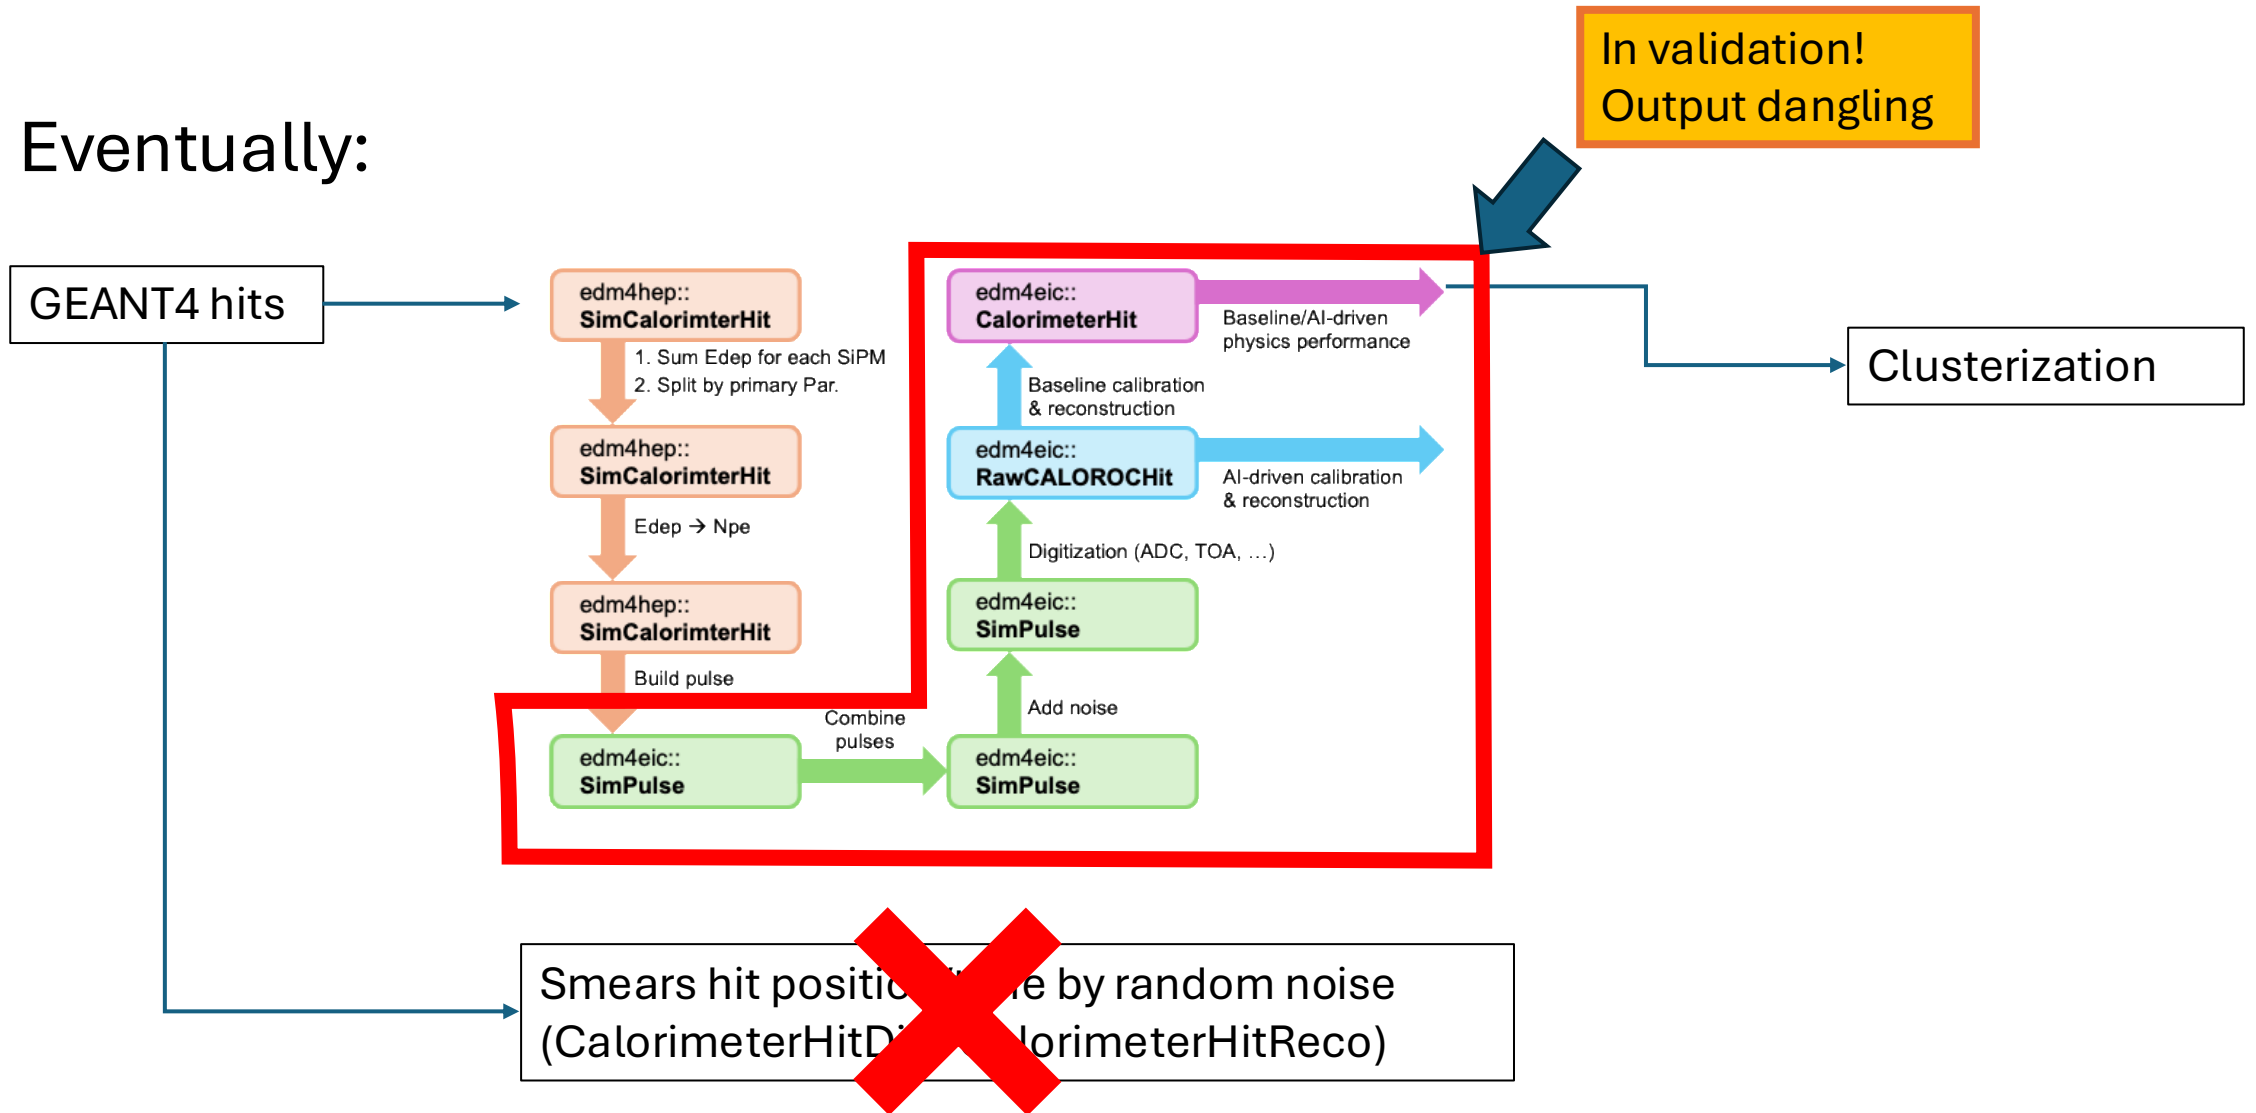 In validation!
Output dangling
Eventually:
GEANT4 hits
edm4hep::
SimCalorimterHit
1. Sum Edep for each SiPM
2. Split by primary Par.
edm4hep::
SimCalorimterHit
Edep → Npe
edm4hep::
SimCalorimterHit
Build pulse
edm4eic::
SimPulse
Combine
pulses
edm4eic::
SimPulse
Add noise
edm4eic::
SimPulse
Digitization (ADC, TOA, ...)
edm4eic::
RawCALOROCHit
AI-driven calibration
& reconstruction
Baseline calibration
& reconstruction
edm4eic::
CalorimeterHit
Baseline/AI-driven
physics performance
Clusterization
Smears hit by random noise